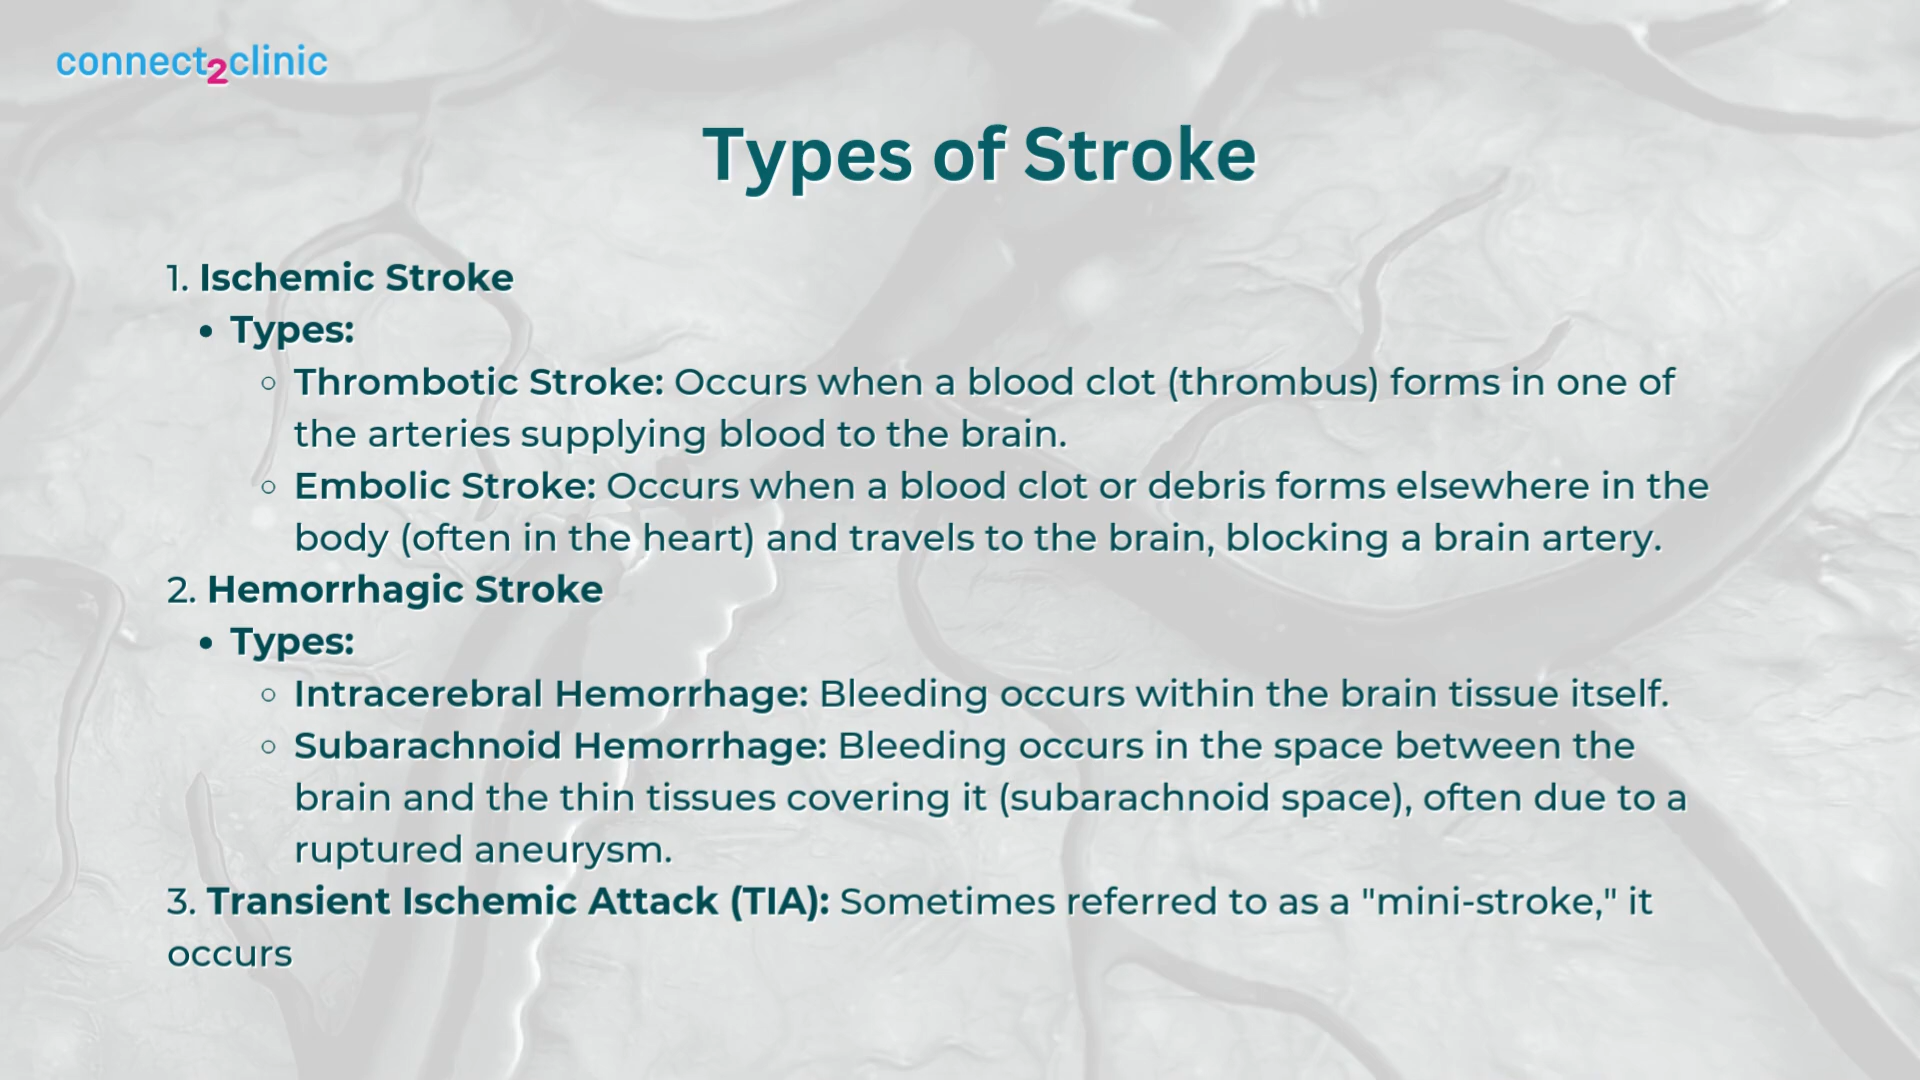 connect2clinic
Types of Stroke
1. Ischemic Stroke
• Types:
◦ Thrombotic Stroke: Occurs when a blood clot (thrombus) forms in one of
the arteries supplying blood to the brain.
◦ Embolic Stroke: Occurs when a blood clot or debris forms elsewhere in the
body (often in the heart) and travels to the brain, blocking a brain artery.
2. Hemorrhagic Stroke
• Types:
◦ Intracerebral Hemorrhage: Bleeding occurs within the brain tissue itself.
◦ Subarachnoid Hemorrhage: Bleeding occurs in the space between the
brain and the thin tissues covering it (subarachnoid space), often due to a
ruptured aneurysm.
3. Transient Ischemic Attack (TIA): Sometimes referred to as a "mini-stroke," it
occurs